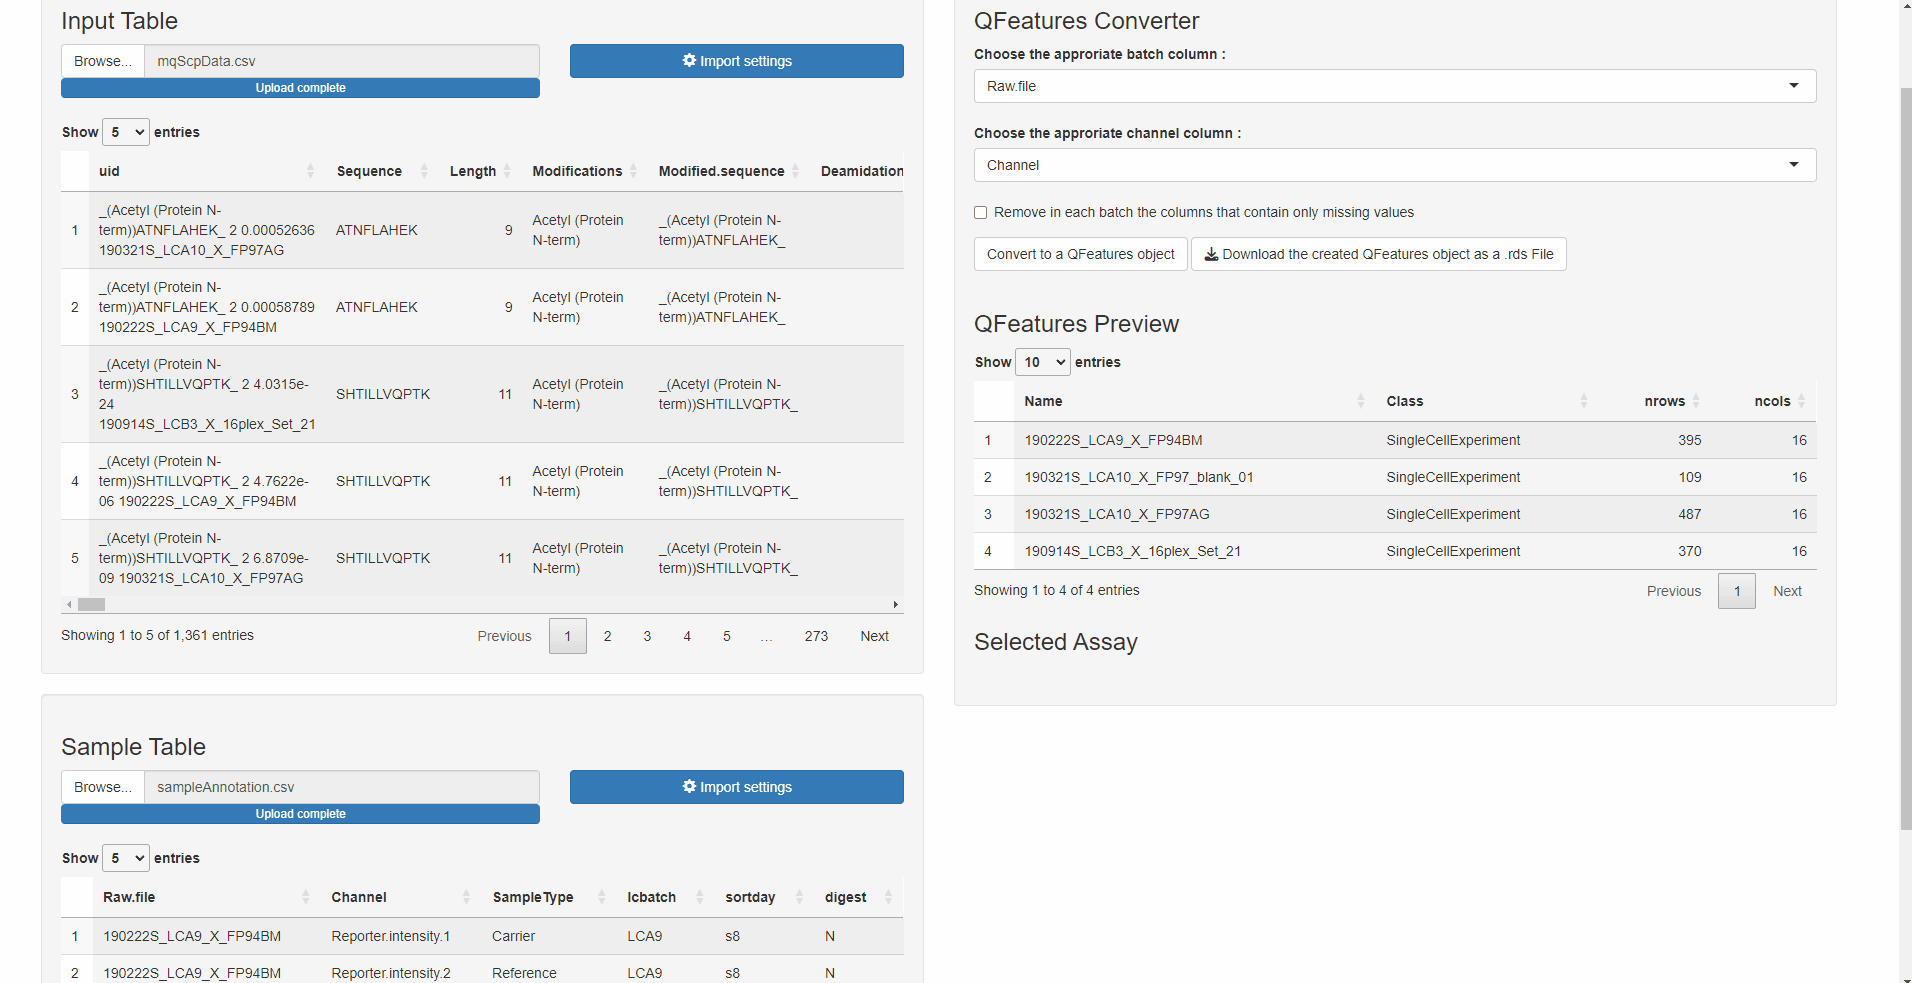 Input Table
Browse... mqScpData.csv
Import settings
Upload complete
Show 5 entries
uid Sequence Length Modifications Modified.sequence Deamidation
1 _(Acetyl (Protein N-term))ATNFLAHEK_ 2 0.00052636 190321S_LCA10_X_FP97AG ATNFLAHEK 9 Acetyl (Protein N-term) _(Acetyl (Protein N-term))ATNFLAHEK_
2 _(Acetyl (Protein N-term))ATNFLAHEK_ 2 0.00058789 190222S_LCA9_X_FP94BM ATNFLAHEK 9 Acetyl (Protein N-term) _(Acetyl (Protein N-term))ATNFLAHEK_
3 _(Acetyl (Protein N-term))SHTILLVQPTK_ 2 4.0315e-24 190914S_LCB3_X_16plex_Set_21 SHTILLVQPTK 11 Acetyl (Protein N-term) _(Acetyl (Protein N-term))SHTILLVQPTK_
4 _(Acetyl (Protein N-term))SHTILLVQPTK_ 2 4.7622e-06 190222S_LCA9_X_FP94BM SHTILLVQPTK 11 Acetyl (Protein N-term) _(Acetyl (Protein N-term))SHTILLVQPTK_
5 _(Acetyl (Protein N-term))SHTILLVQPTK_ 2 6.8709e-09 190321S_LCA10_X_FP97AG SHTILLVQPTK 11 Acetyl (Protein N-term) _(Acetyl (Protein N-term))SHTILLVQPTK_
Showing 1 to 5 of 1,361 entries
Previous 1 2 3 4 5 … 273 Next
Sample Table
Browse... sampleAnnotation.csv
Import settings
Upload complete
Show 5 entries
Raw.file Channel SampleType lcbatch sortday digest
1 190222S_LCA9_X_FP94BM Reporter.intensity.1 Carrier LCA9 s8 N
2 190222S_LCA9_X_FP94BM Reporter.intensity.2 Reference LCA9 s8 N
QFeatures Converter
Choose the approriate batch column :
Raw.file
Choose the approriate channel column :
Channel
Remove in each batch the columns that contain only missing values
Convert to a QFeatures object
Download the created QFeatures object as a .rds File
QFeatures Preview
Show 10 entries
Name Class nrows ncols
1 190222S_LCA9_X_FP94BM SingleCellExperiment 395 16
2 190321S_LCA10_X_FP97_blank_01 SingleCellExperiment 109 16
3 190321S_LCA10_X_FP97AG SingleCellExperiment 487 16
4 190914S_LCB3_X_16plex_Set_21 SingleCellExperiment 370 16
Showing 1 to 4 of 4 entries
Previous 1 Next
Selected Assay